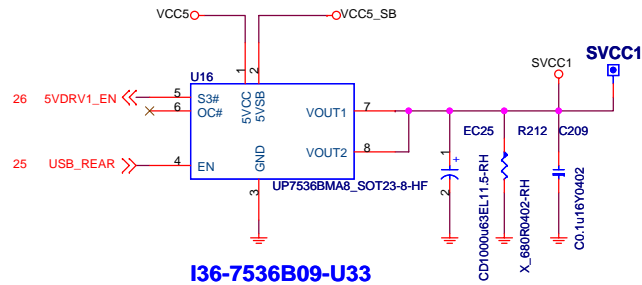 VCC5
VCC5_SB
SVCC1
SVCC1
U16
1
2
26
5VDRV1_EN
5
S3#
6
OC#
5VCC
5VSB
VOUT1
7
EC25
R212
C209
25
USB_REAR
4
EN
GND
VOUT2
8
1
+
2
3
UP7536BMA8_SOT23-8-HF
CD1000u63EL11.5-RH
X_680R0402-RH
C0.1u16Y0402
I36-7536B09-U33